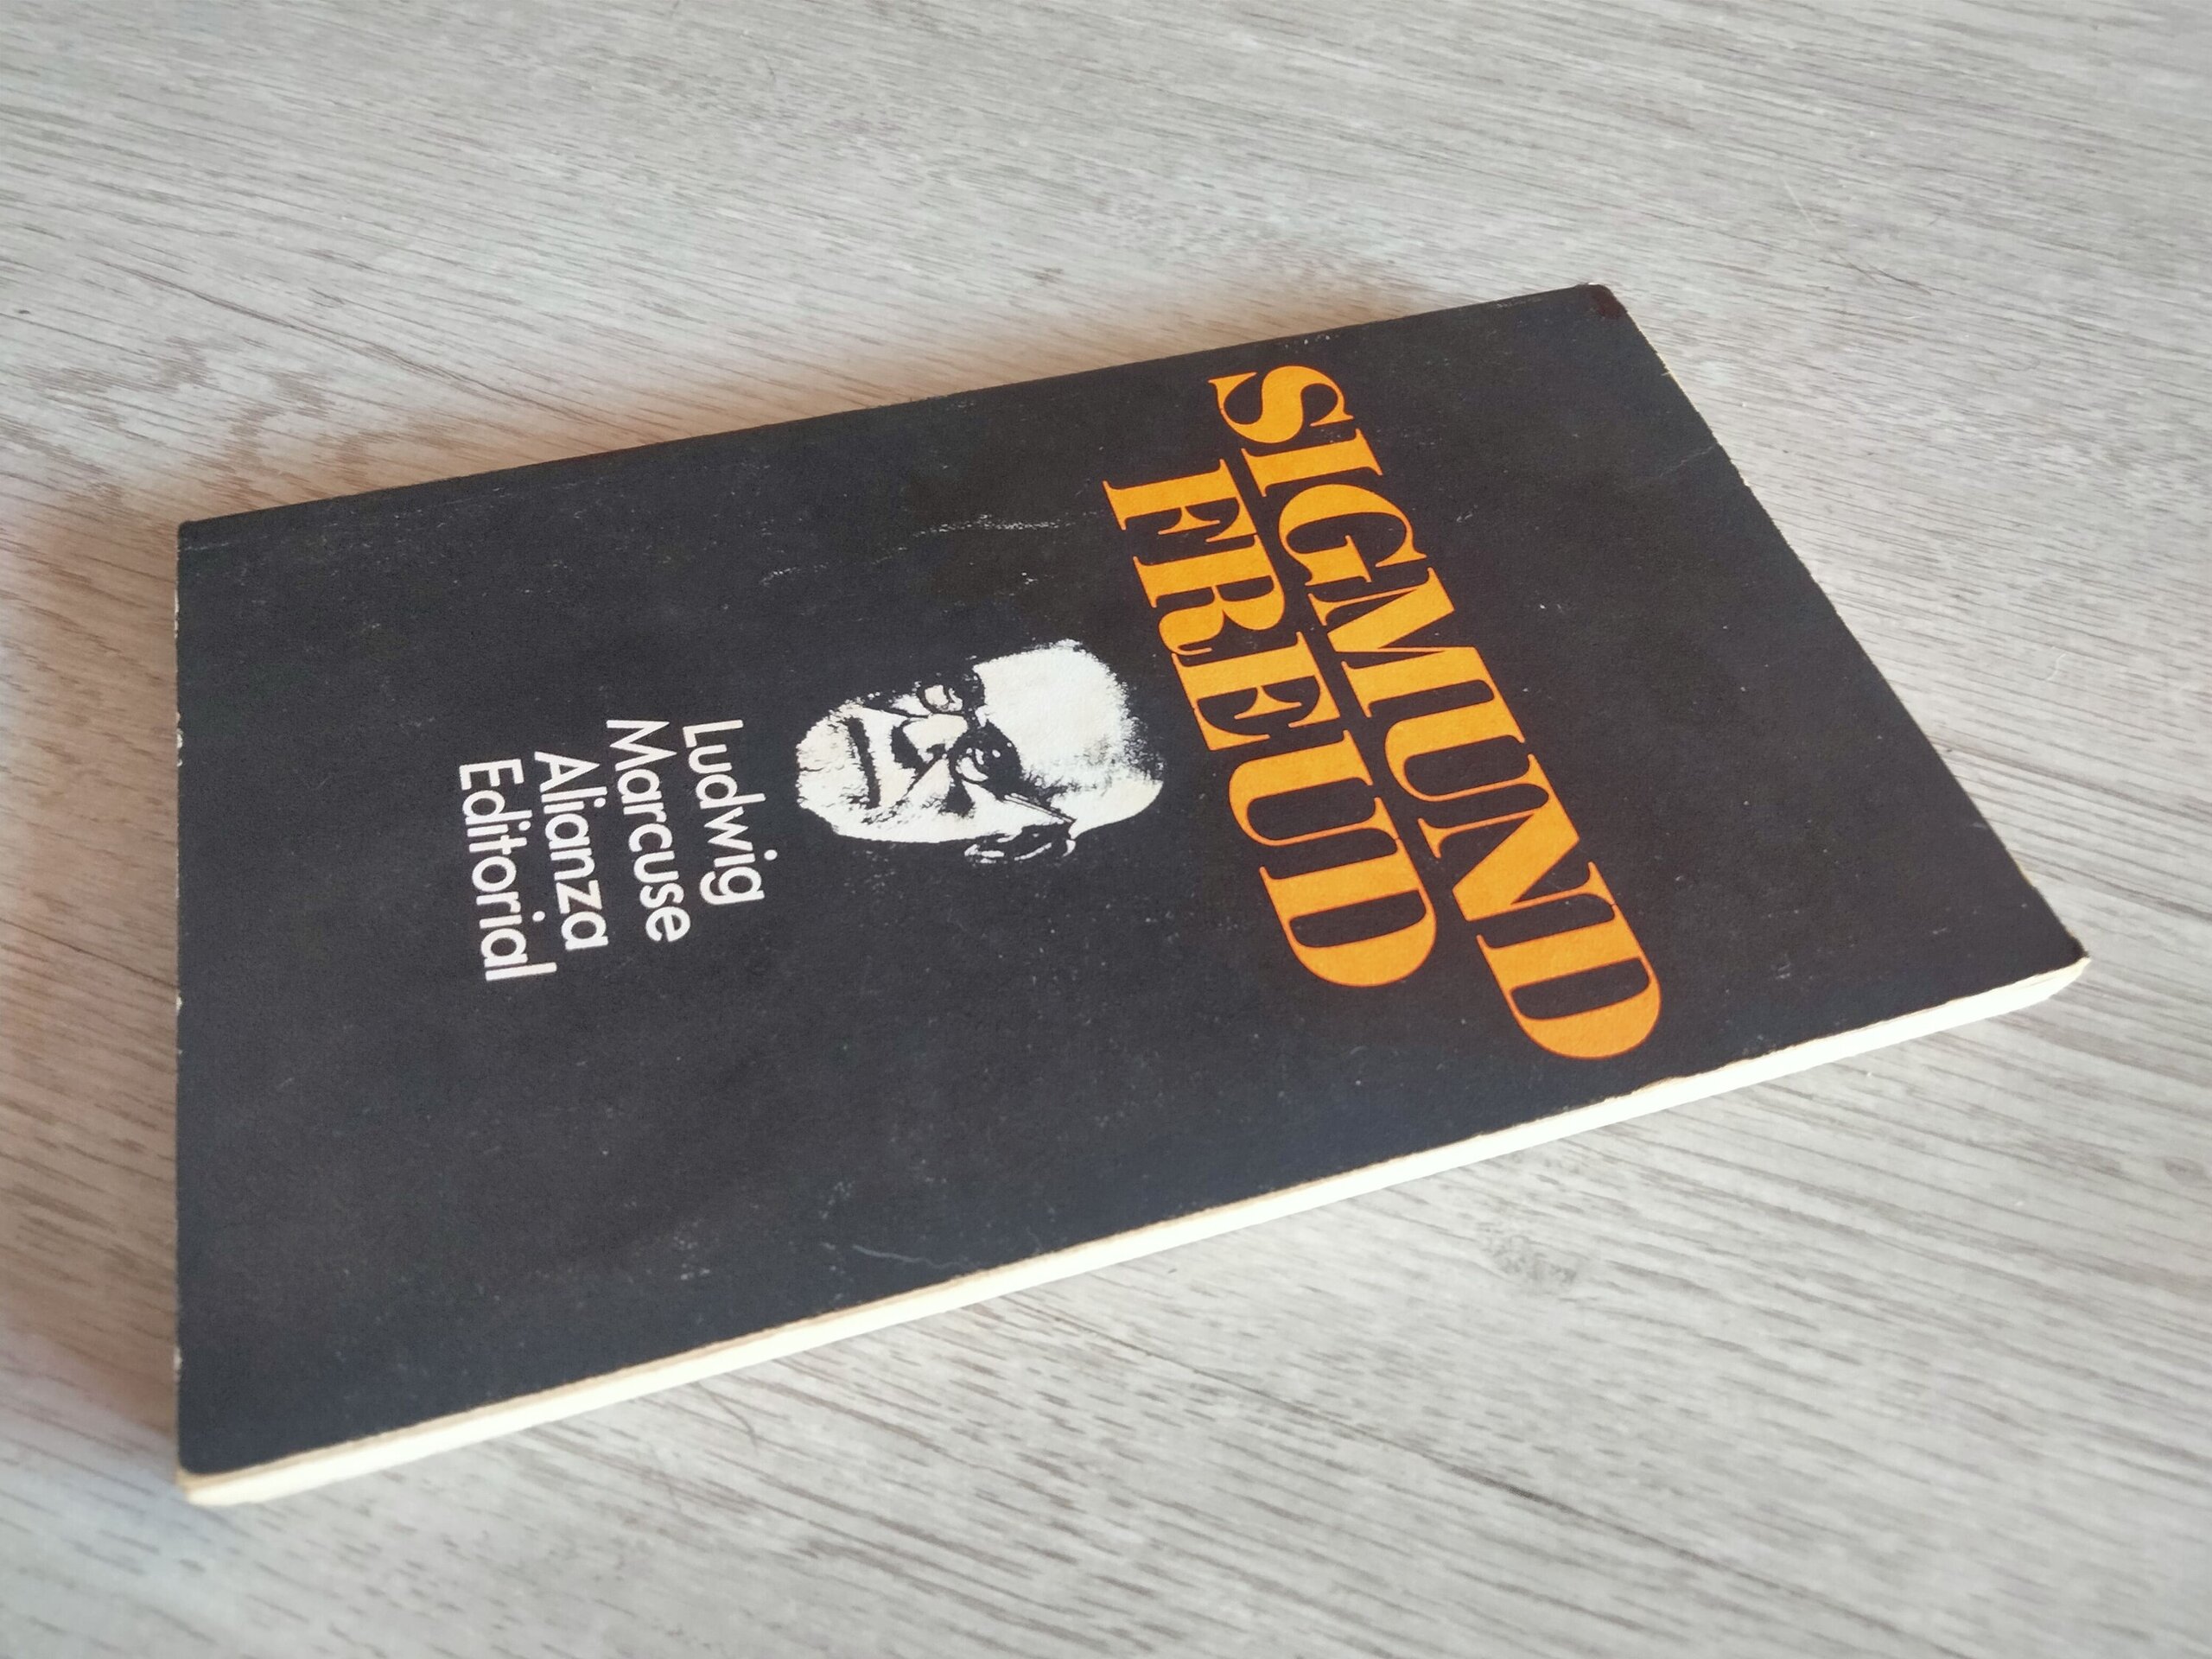 SIGMUND
FREUD
Ludwig
Marcuse
Alianza
Editorial